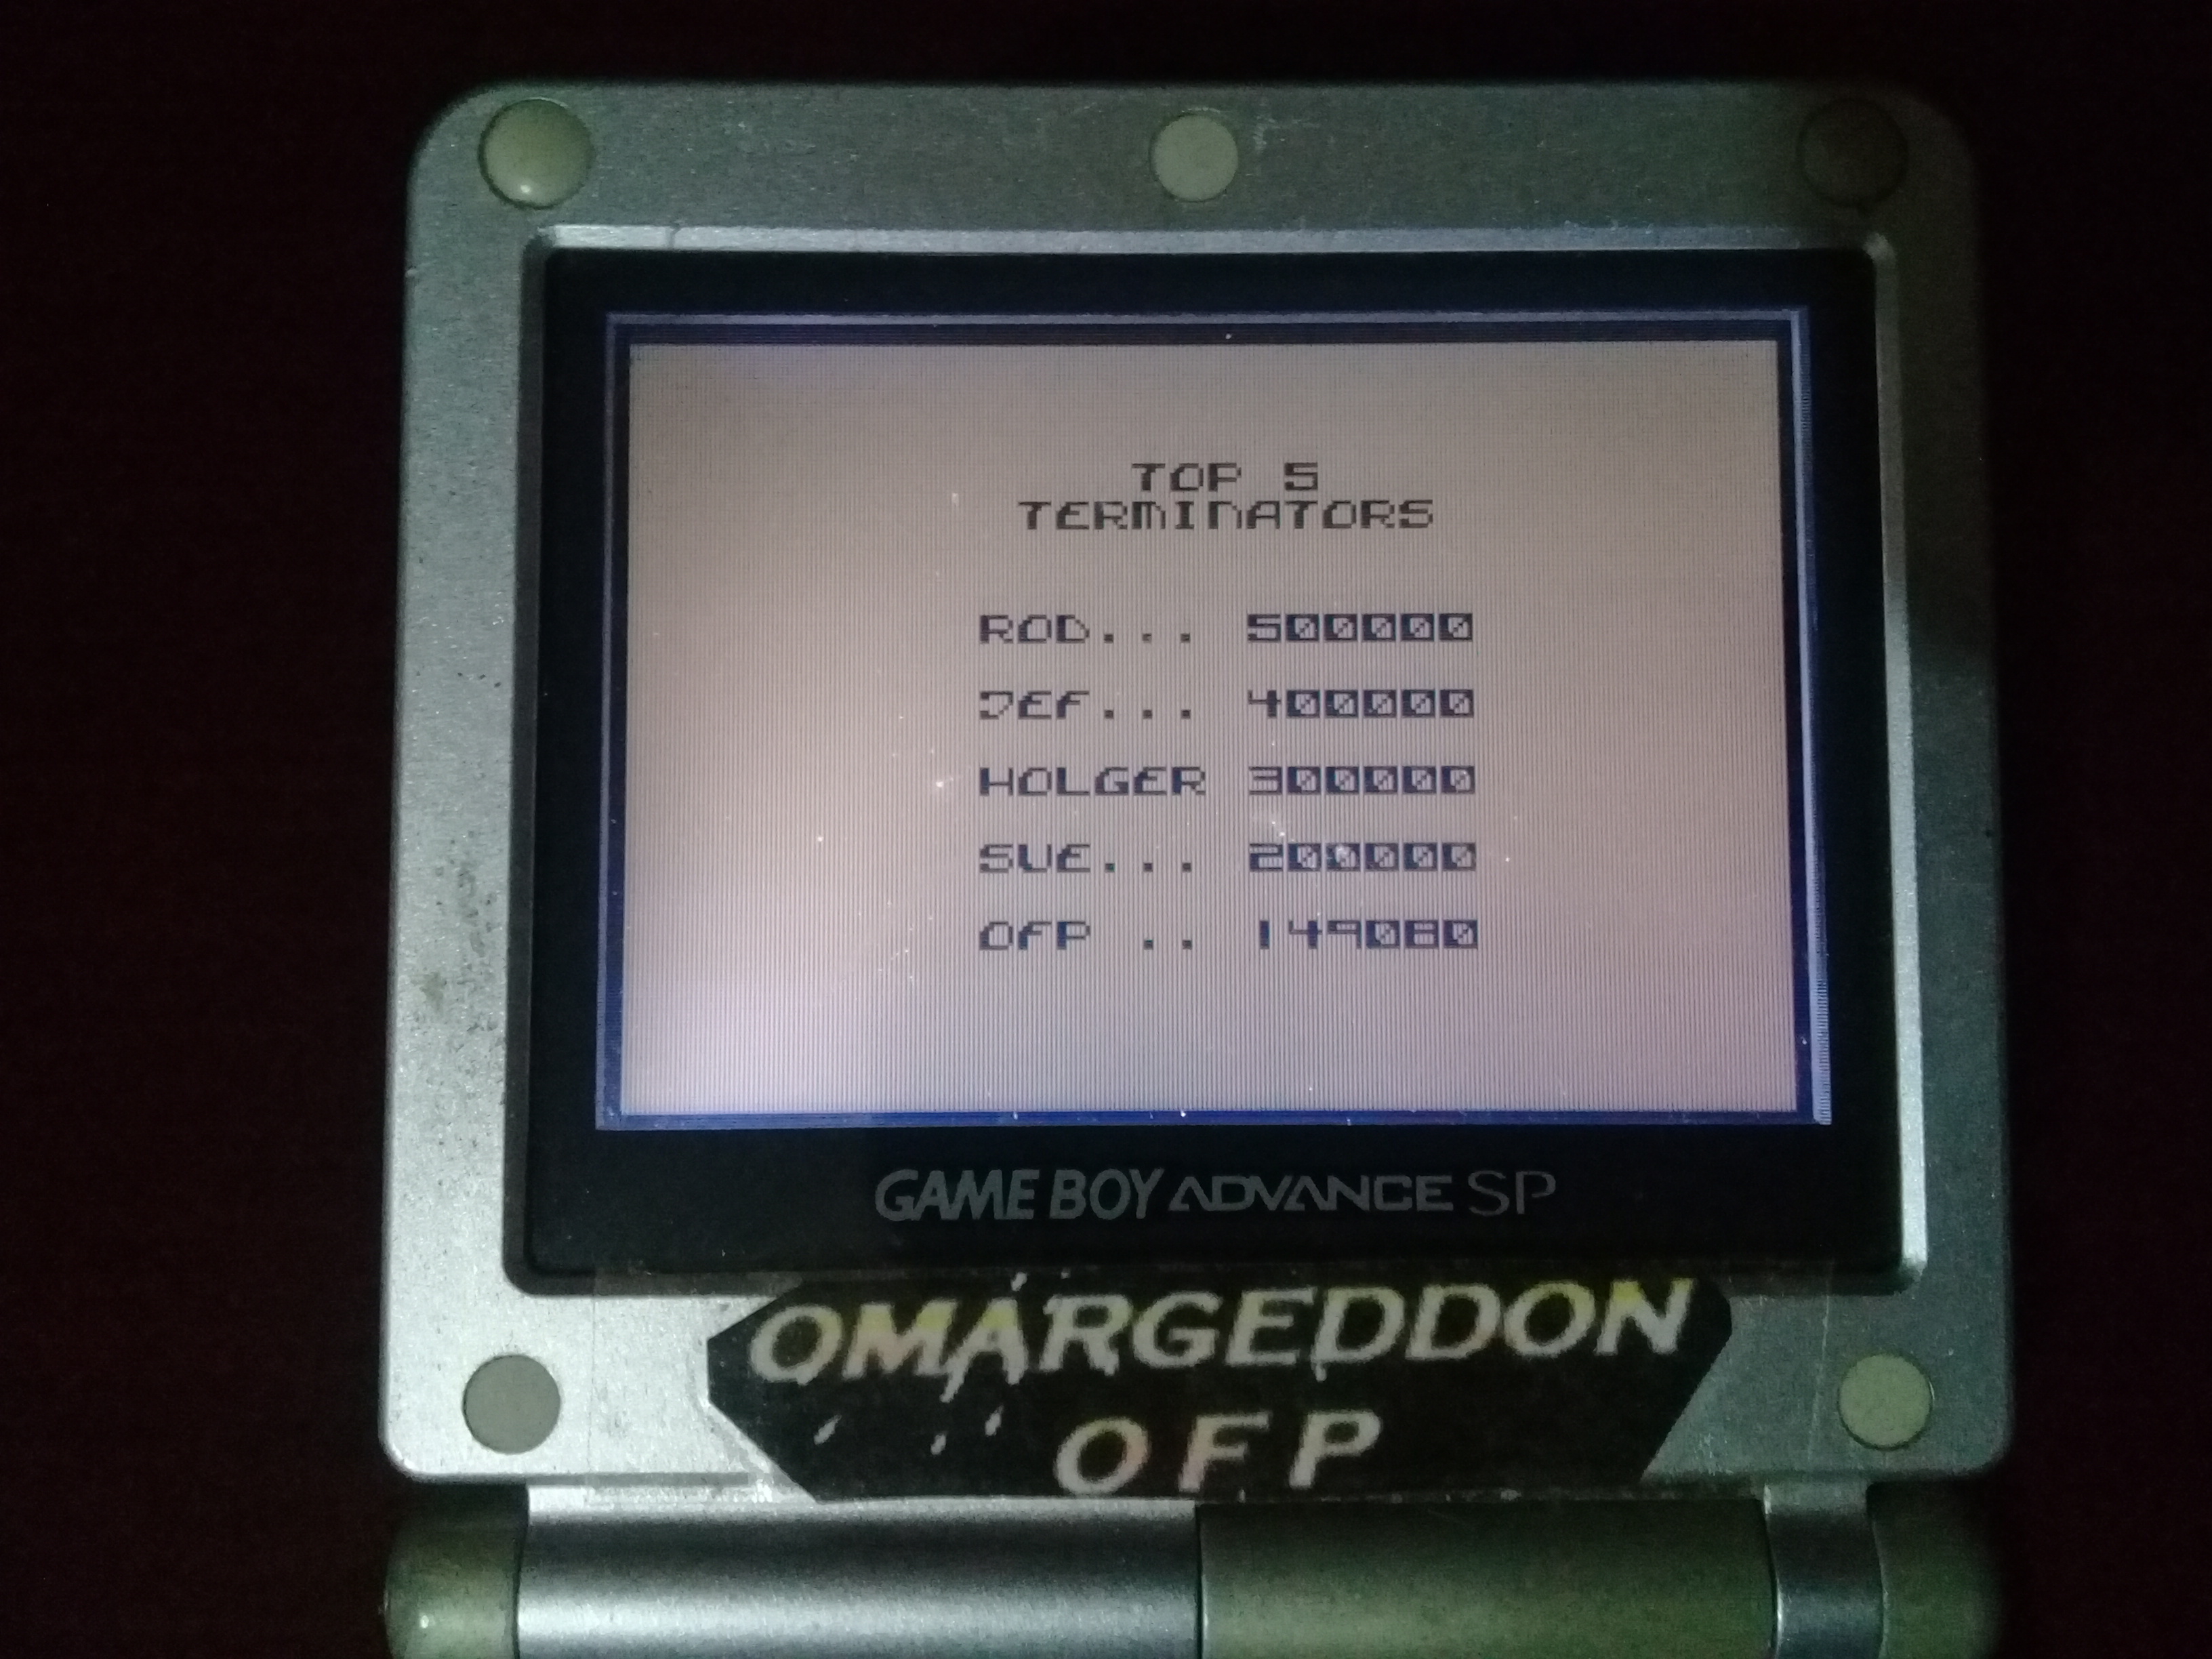 TOP 5
TERMINATORS
ROD... 500000
JEF... 400000
HOLGER 300000
SUE... 200000
OFP .. 149080
GAME BOY ADVANCE SP
OMARGEDDON
OFP